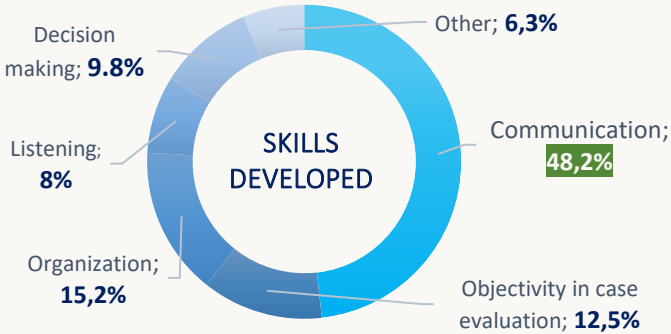 SKILLS
DEVELOPED
Other; 6,3%
Communication;
48,2%
Objectivity in case
evaluation; 12,5%
Organization;
15,2%
Listening;
8%
Decision
making; 9.8%